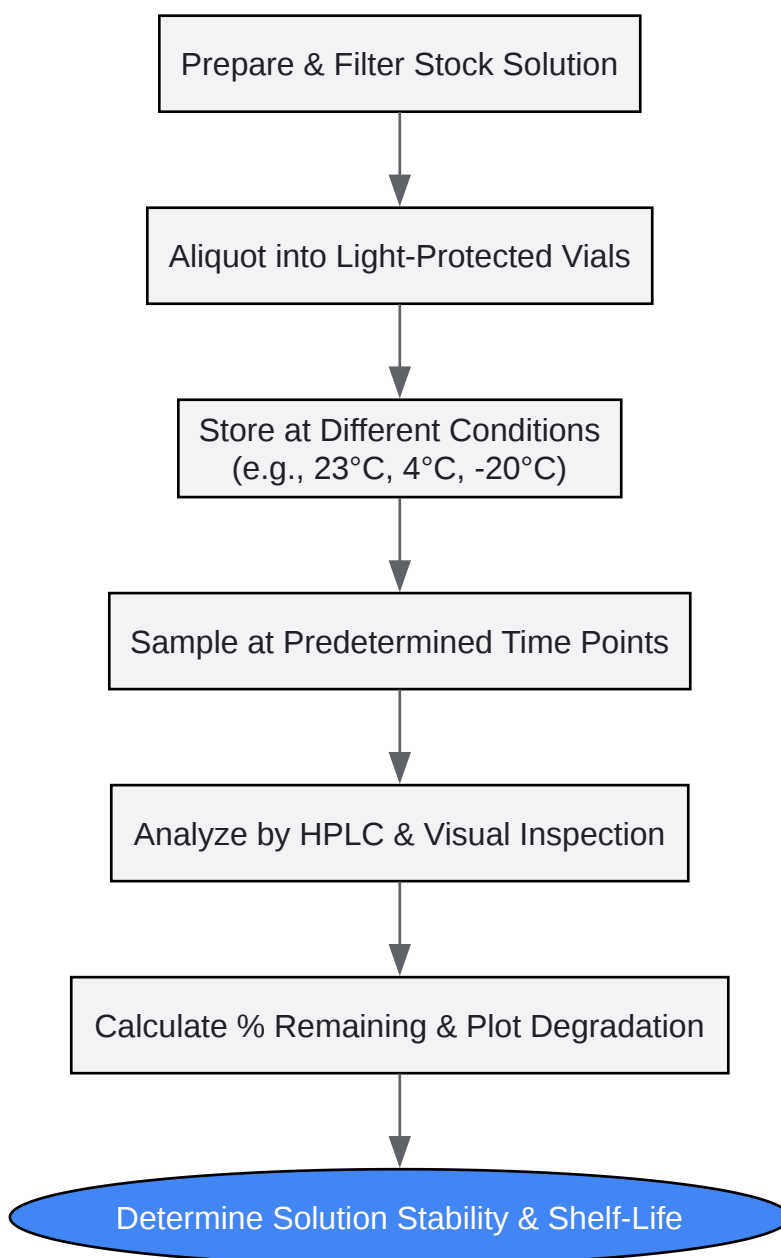 Prepare & Filter Stock Solution
Aliquot into Light-Protected Vials
Store at Different Conditions
(e.g., 23°C, 4°C, -20°C)
Sample at Predetermined Time Points
Analyze by HPLC & Visual Inspection
Calculate % Remaining & Plot Degradation
Determine Solution Stability & Shelf-Life